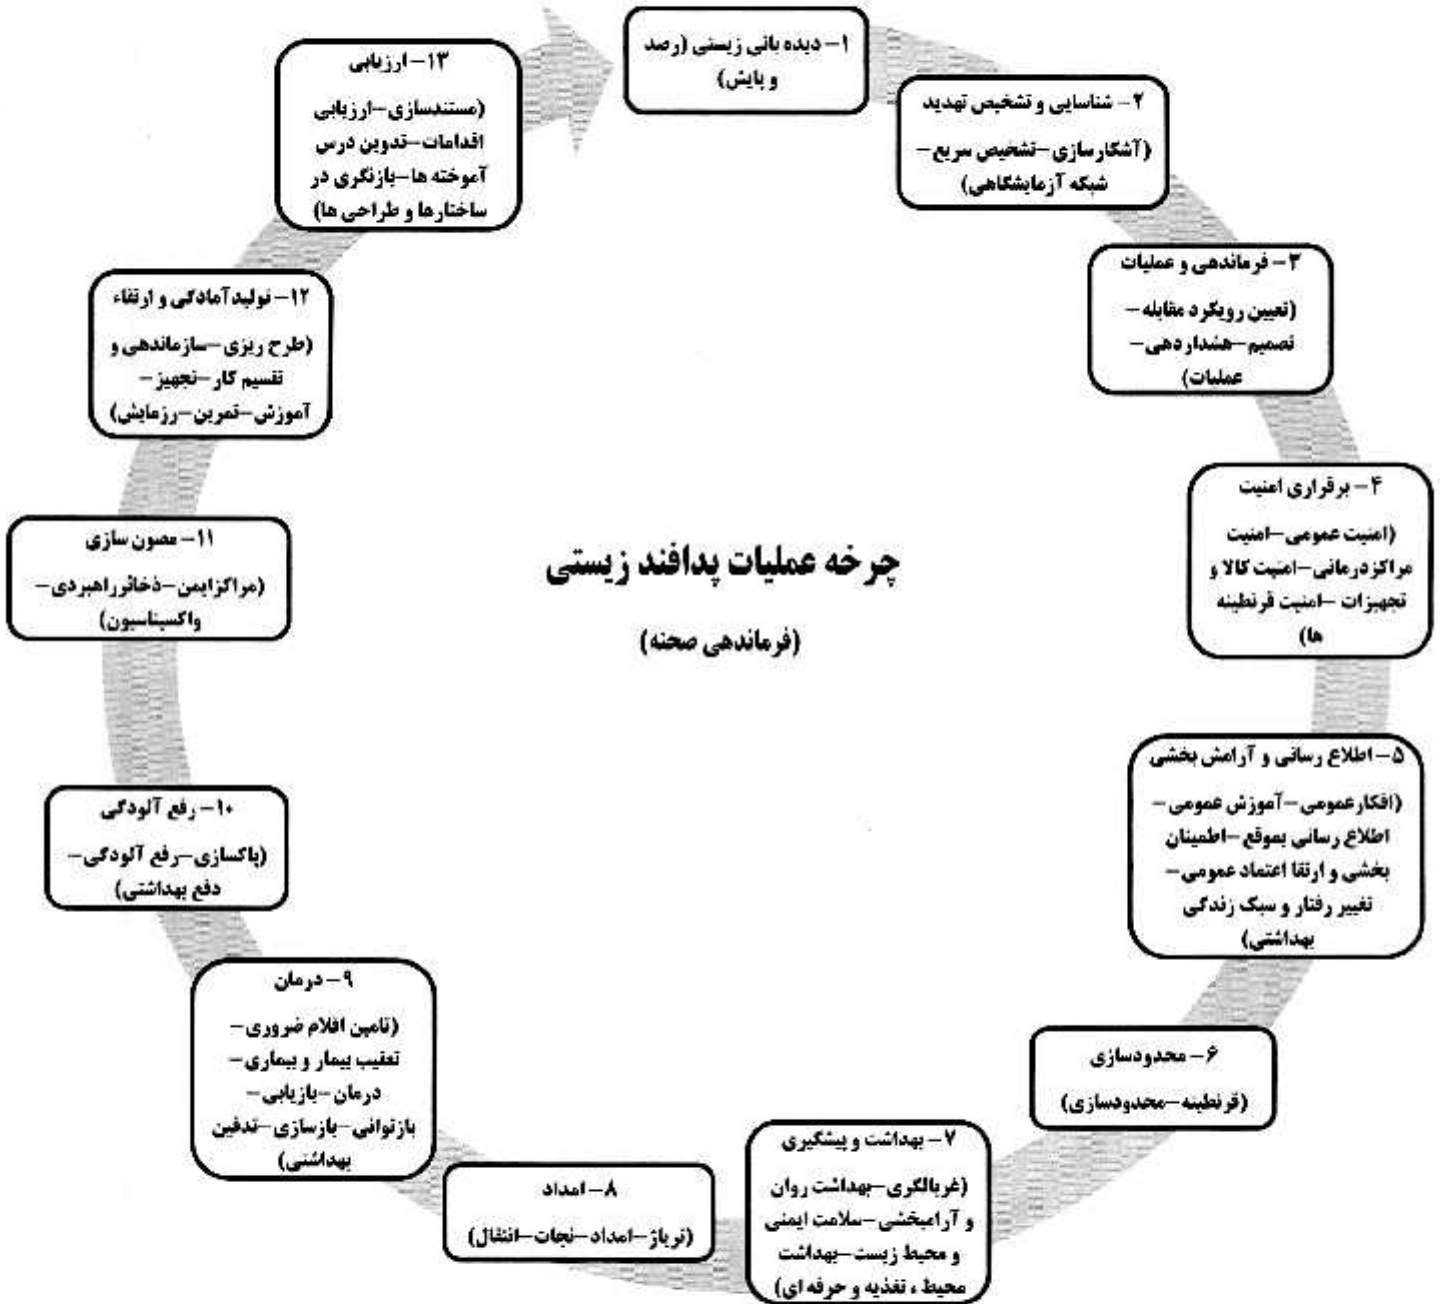 ۱- دیده بانی زیستی (رصد
و پایش)
۲- شناسایی و تشخیص تهدید
(آشکارسازی-تشخیص سریع-
شبکه آزمایشگاهی)
۳- فرماندهی و عملیات
(تعیین رویکرد مقابله-
تصمیم-هشداردهی-
عملیات)
۴- برقراری امنیت
(امنیت عمومی-امنیت
مراکزدرمانی-امنیت کالا و
تجهیزات -امنیت قرنطینه
ها)
۵- اطلاع رسانی و آرامش بخشی
(افکارعمومی-آموزش عمومی-
اطلاع رسانی بموقع-اطمینان
بخشی و ارتقا اعتماد عمومی-
تغییر رفتار و سبک زندگی
بهداشتی)
۶- محدودسازی
(قرنطینه-محدودسازی)
۷- بهداشت و پیشگیری
(غربالگری-بهداشت روان
و آرامبخشی-سلامت ایمنی
و محیط زیست-بهداشت
محیط ، تغذیه و حرفه ای)
۸- امداد
(تریاژ-امداد-نجات-انتقال)
۹- درمان
(تامین اقلام ضروری-
تعقیب بیمار و بیماری-
درمان-بازیابی-
بازتوانی-بازسازی-تدفین
بهداشتی)
۱۰- رفع آلودگی
(پاکسازی-رفع آلودگی-
دفع بهداشتی)
۱۱- مصون سازی
(مراکزایمن-ذخائرراهبردی-
واکسیناسیون)
۱۲- تولیدآمادگی و ارتقاء
(طرح ریزی-سازماندهی و
تقسیم کار-تجهیز-
آموزش-تمرین-رزمایش)
۱۳- ارزیابی
(مستندسازی-ارزیابی
اقدامات-تدوین درس
آموخته ها-بازنگری در
ساختارها و طراحی ها)
چرخه عملیات پدافند زیستی
(فرماندهی صحنه)